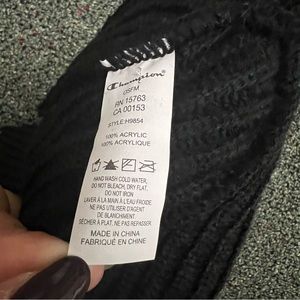 Champion
USFM
RN 15763
CA 00153
STYLE:H9854
100% ACRYLIC
100% ACRYLIQUE
HAND WASH COLD WATER,
DO NOT BLEACH, DRY FLAT,
DO NOT IRON
LAVER À LA MAIN À L'EAU FROIDE
NE PAS UTILISER D'AGENT
DE BLANCHIMENT
SÉCHER À PLAT, NE PAS REPASSER
MADE IN CHINA
FABRIQUÉ EN CHINE